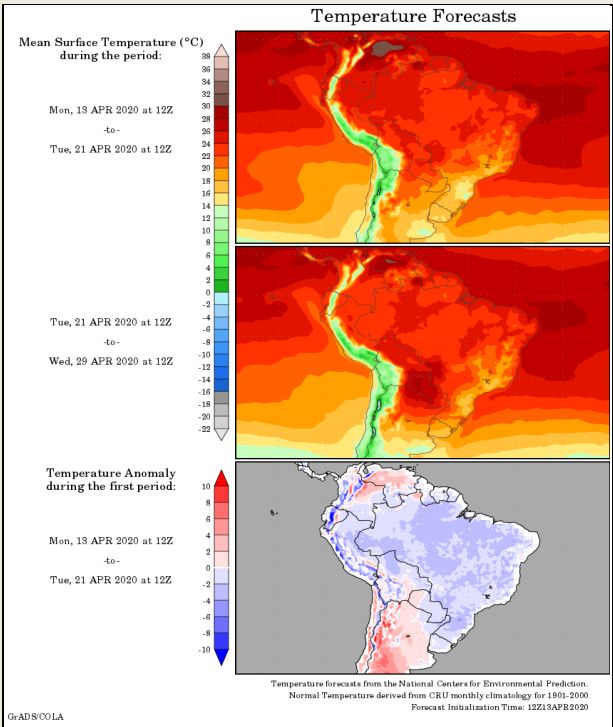 Temperature Forecasts
Mean Surface Temperature (°C)
during the period:
Mon, 13 APR 2020 at 12Z
-to-
Tue, 21 APR 2020 at 12Z
38
36
34
32
30
28
26
24
22
20
18
16
14
12
10
8
6
4
2
0
-2
-4
-6
-8
-10
-12
-14
-16
-18
-20
-22
Tue, 21 APR 2020 at 12Z
-to-
Wed, 29 APR 2020 at 12Z
Temperature Anomaly
during the first period:
Mon, 13 APR 2020 at 12Z
-to-
Tue, 21 APR 2020 at 12Z
10
8
6
4
2
0
-2
-4
-6
-8
-10
Temperature forecasts from the National Centers for Environmental Prediction.
Normal Temperature derived from CRU monthly climatology for 1901-2000
Forecast Initialization Time: 12Z13APR2020
GrADS/COLA